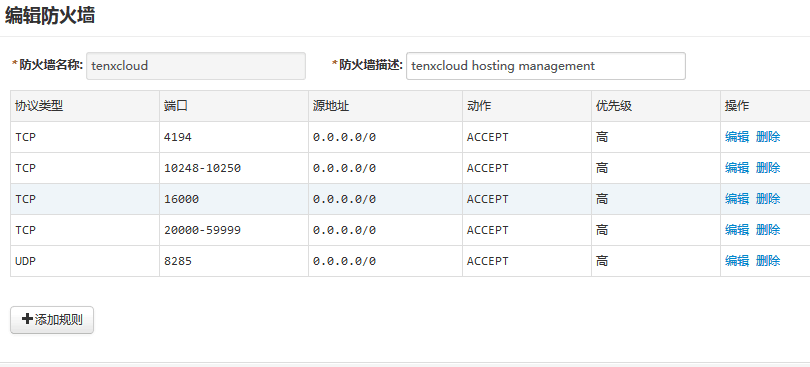 编辑防火墙
*防火墙名称: tenxcloud *防火墙描述: tenxcloud hosting management
协议类型 端口 源地址 动作 优先级 操作
TCP 4194 0.0.0.0/0 ACCEPT 高 编辑 删除
TCP 10248-10250 0.0.0.0/0 ACCEPT 高 编辑 删除
TCP 16000 0.0.0.0/0 ACCEPT 高 编辑 删除
TCP 20000-59999 0.0.0.0/0 ACCEPT 高 编辑 删除
UDP 8285 0.0.0.0/0 ACCEPT 高 编辑 删除
+添加规则